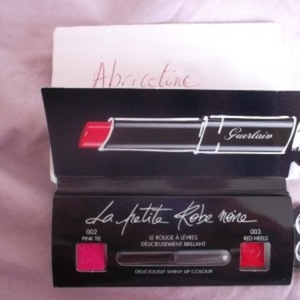 Abricotine
Guerlain
La petite Robe noire
002
PINK TIE
LE ROUGE À LÈVRES
DÉLICIEUSEMENT BRILLANT
003
RED HEELS
DELICIOUSLY SHINY LIP COLOUR